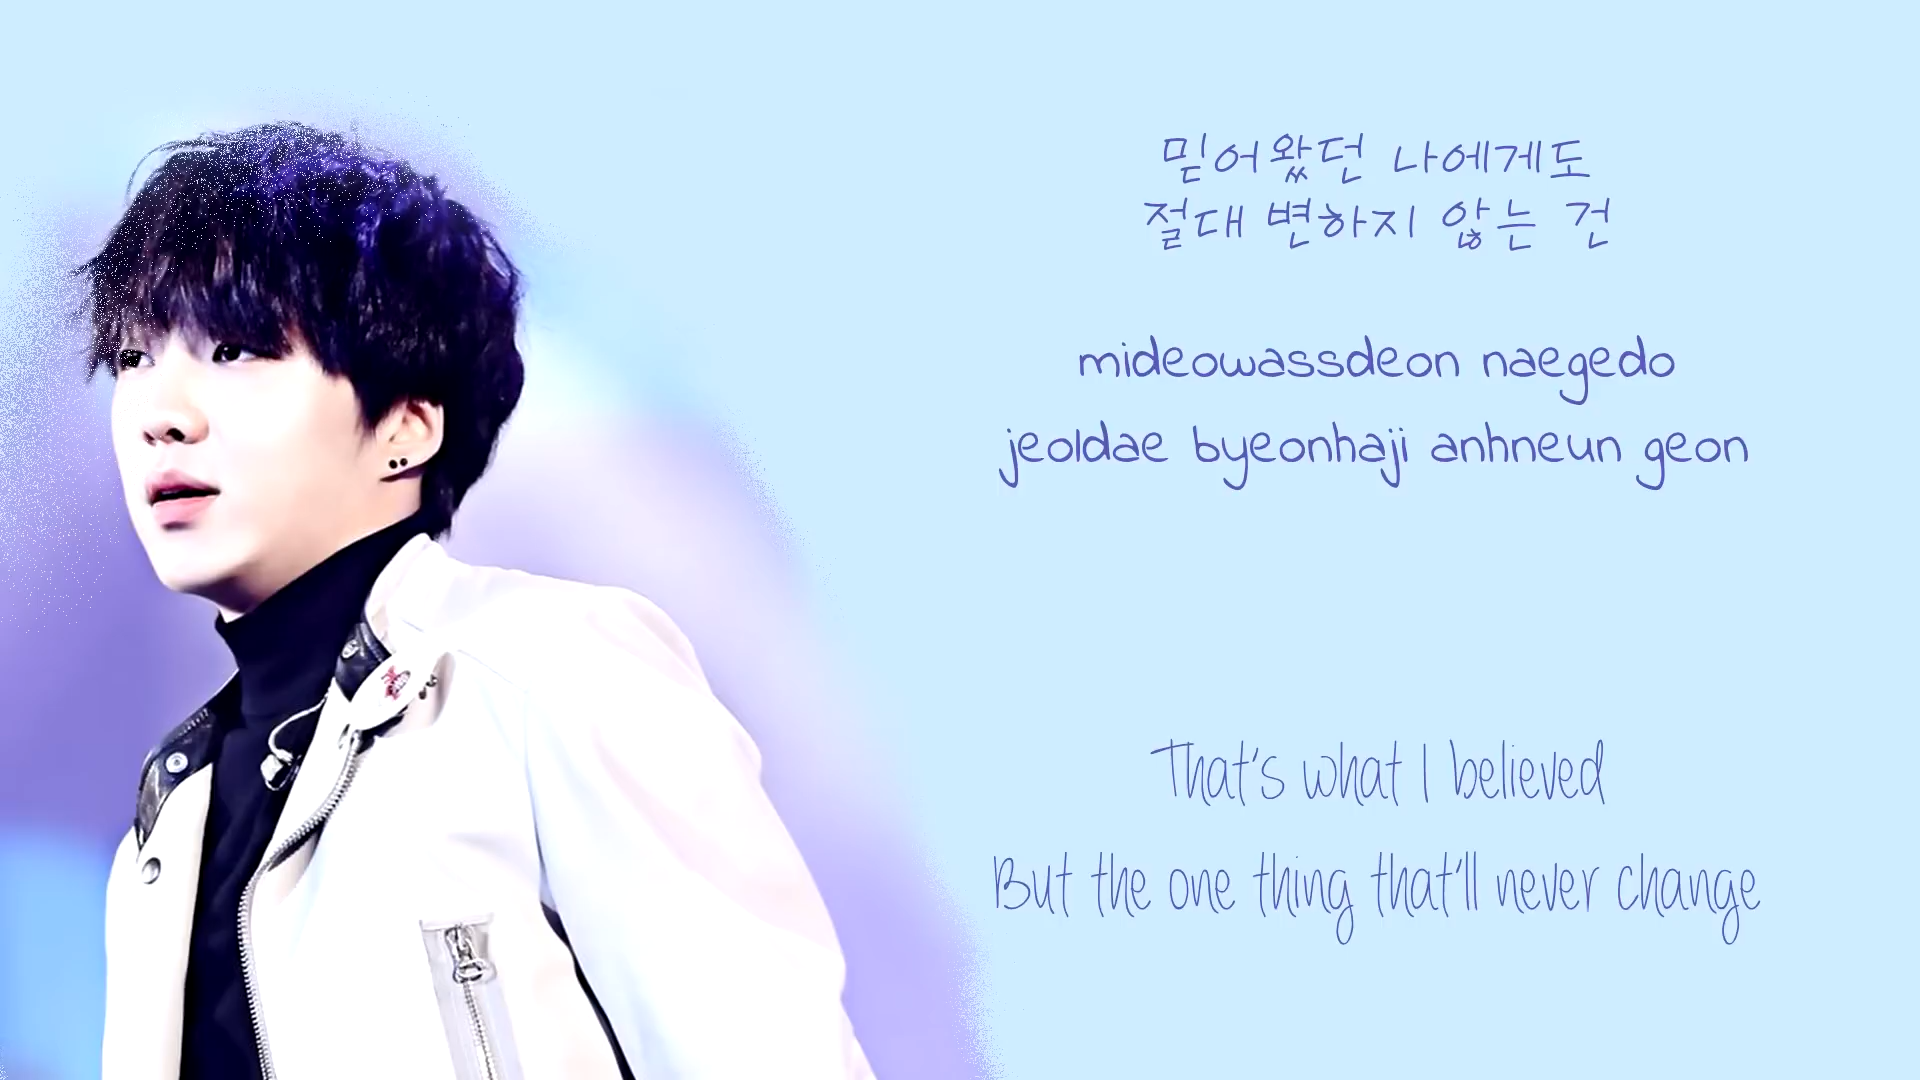 믿어왔던 나에게도
절대 변하지 않는 건
mideowassdeon naegedo
jeoldae byeonhaji anhneun geon
That's what I believed
But the one thing that'll never change